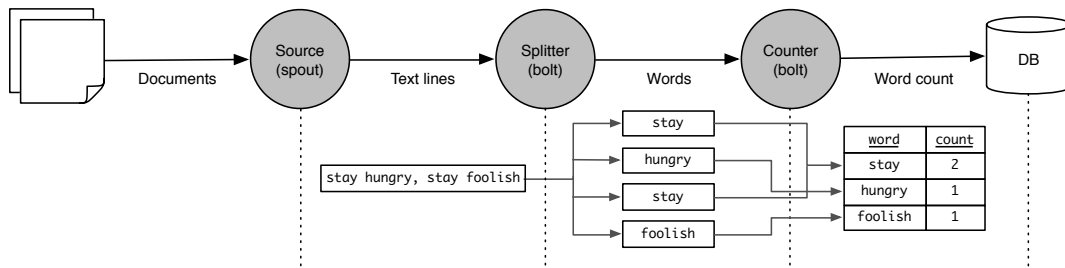 Source
(spout)
Splitter
(bolt)
Counter
(bolt)
DB
Documents
Text lines
Words
Word count
stay hungry, stay foolish
stay
hungry
stay
foolish
word count
stay 2
hungry 1
foolish 1